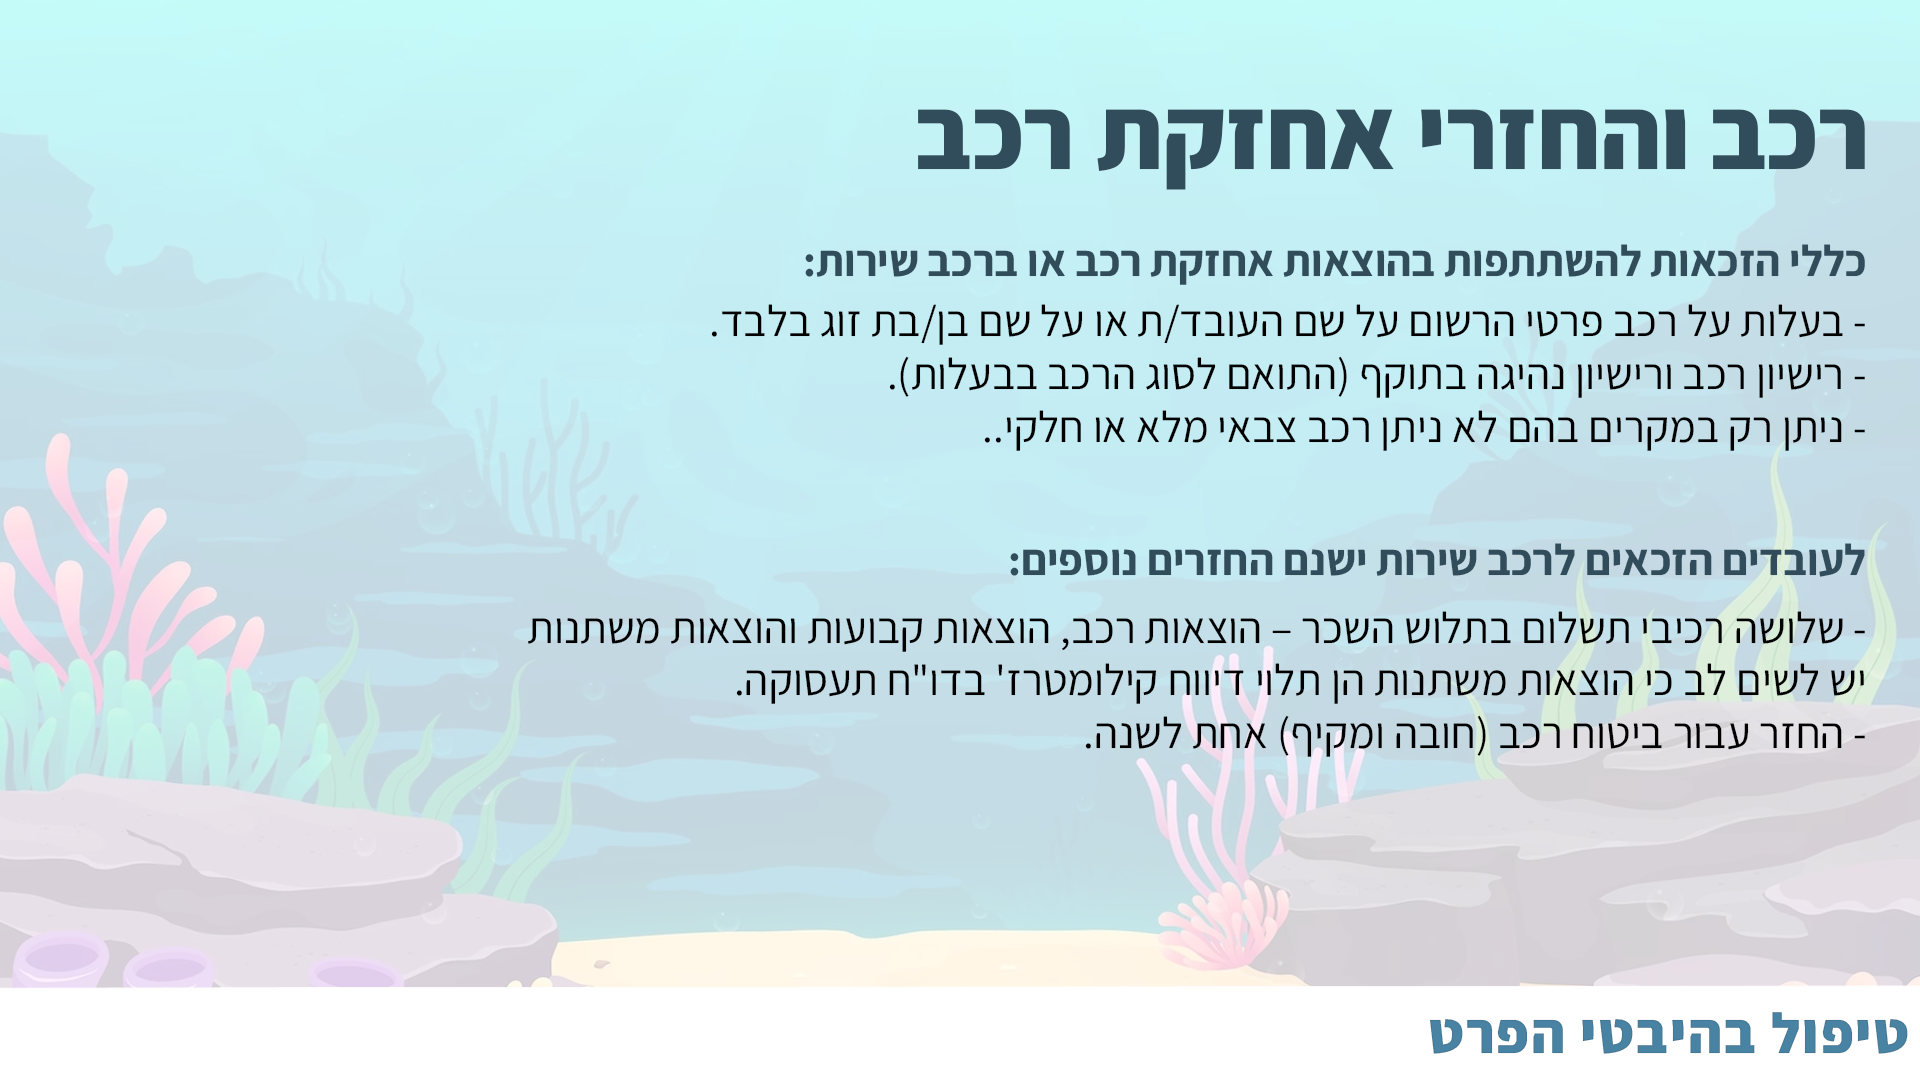 רכב והחזרי אחזקת רכב
כללי הזכאות להשתתפות בהוצאות אחזקת רכב או ברכב שירות:
- בעלות על רכב פרטי הרשום על שם העובד/ת או על שם בן/בת זוג בלבד.
- רישיון רכב ורישיון נהיגה בתוקף (התואם לסוג הרכב בבעלות).
- ניתן רק במקרים בהם לא ניתן רכב צבאי מלא או חלקי..
לעובדים הזכאים לרכב שירות ישנם החזרים נוספים:
- שלושה רכיבי תשלום בתלוש השכר – הוצאות רכב, הוצאות קבועות והוצאות משתנות
יש לשים לב כי הוצאות משתנות הן תלוי דיווח קילומטרז' בדו"ח תעסוקה.
- החזר עבור ביטוח רכב (חובה ומקיף) אחת לשנה.
טיפול בהיבטי הפרט